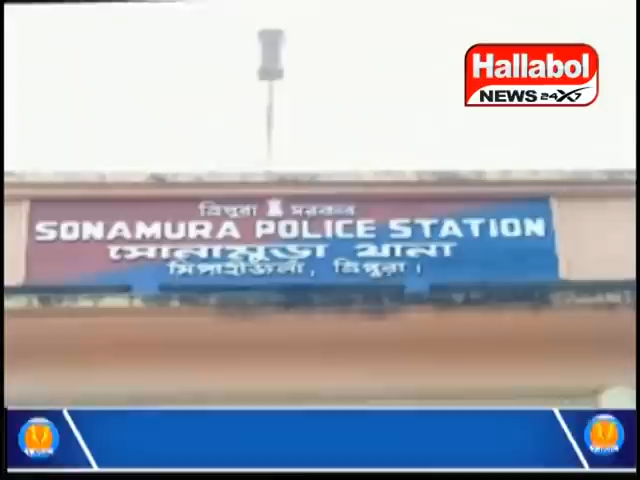 Hallabol
NEWS 24X7
ত্রিপুরা সরকার
SONAMURA POLICE STATION
সোনামুড়া থানা
সিপাহীজলা, ত্রিপুরা।